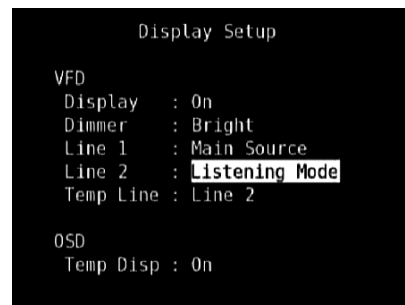 Display Setup
VFD
Display : On
Dimmer : Bright
Line 1 : Main Source
Line 2 : Listening Mode
Temp Line : Line 2
OSD
Temp Disp : On